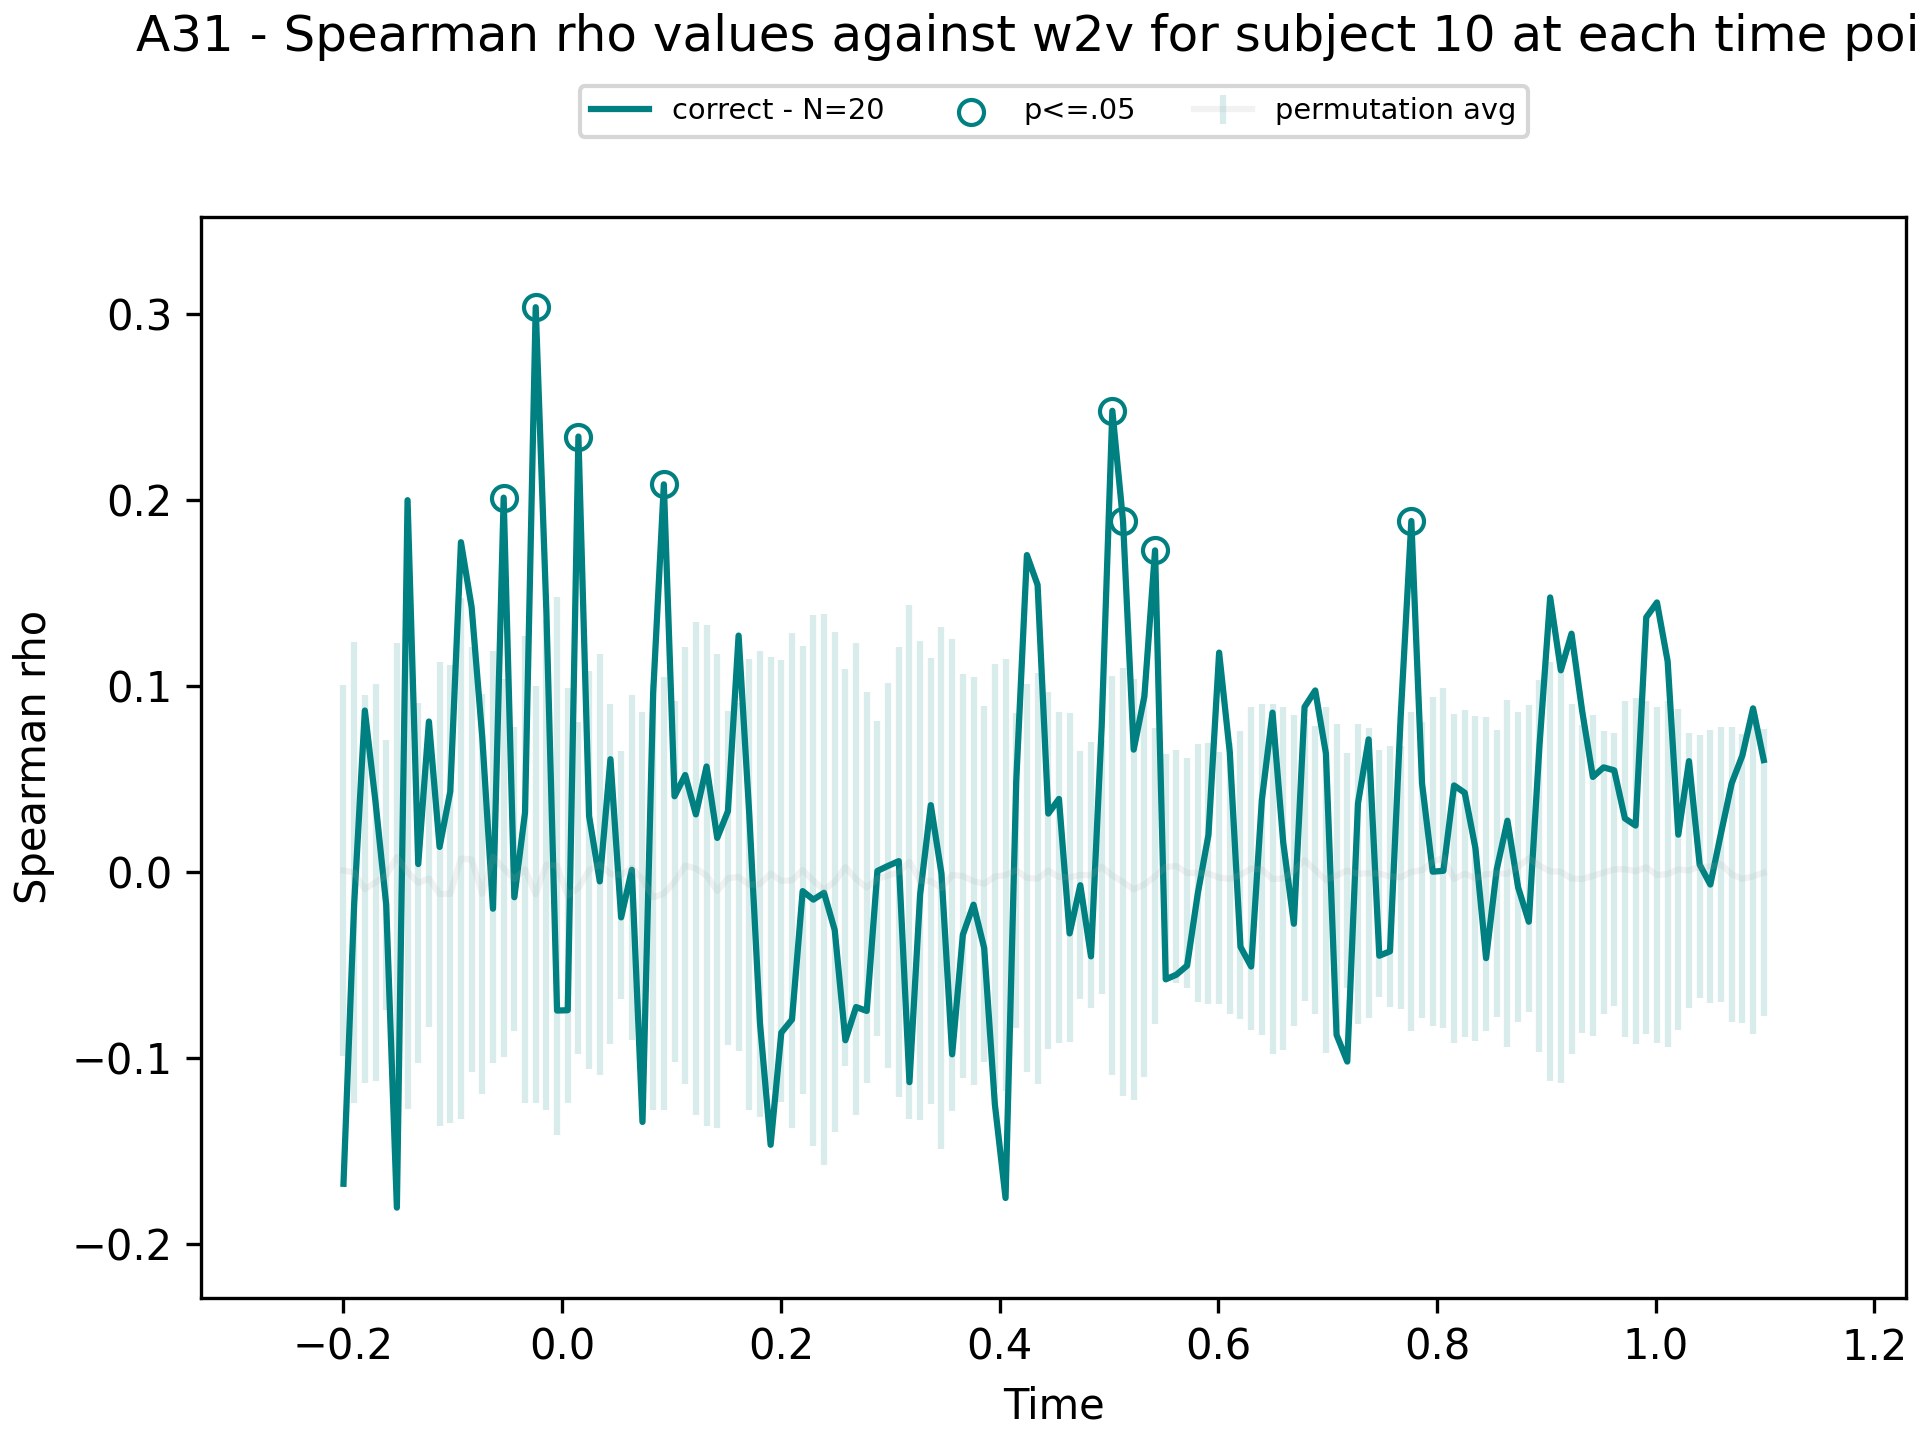 A31 - Spearman rho values against w2v for subject 10 at each time poi
correct - N=20 p<=.05 permutation avg
Spearman rho
0.3
0.2
0.1
0.0
−0.1
−0.2
−0.2 0.0 0.2 0.4 0.6 0.8 1.0 1.2
Time